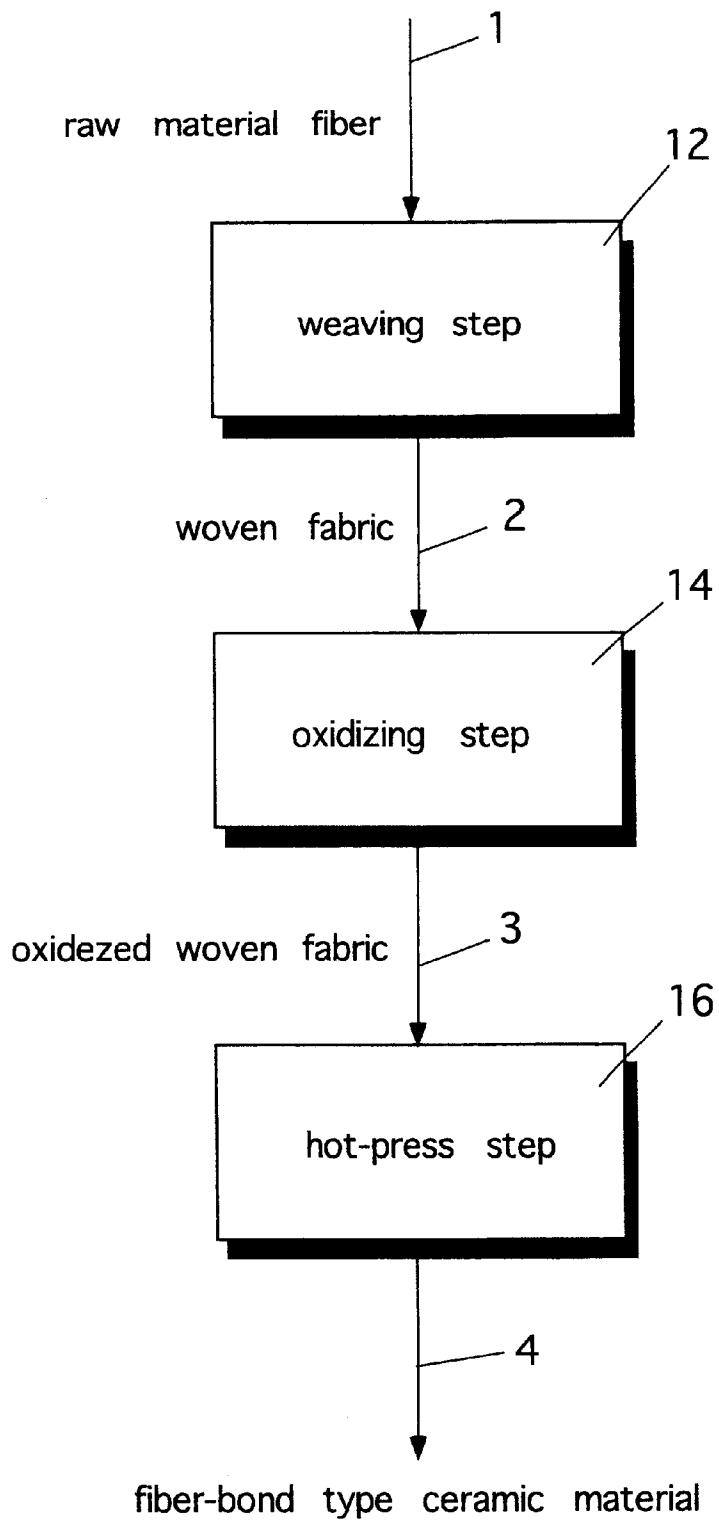 1
raw material fiber
12
weaving step
woven fabric
2
14
oxidizing step
oxidezed woven fabric
3
16
hot-press step
4
fiber-bond type ceramic material